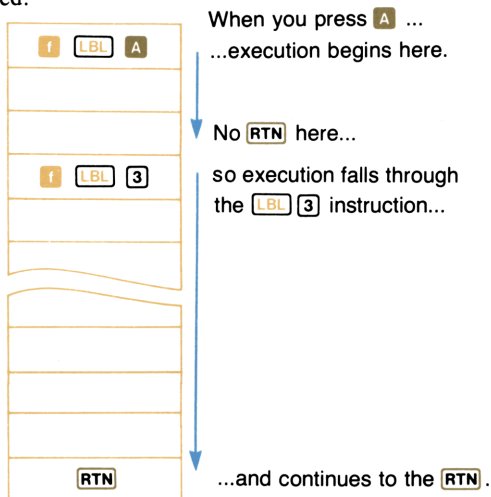 ed.
When you press A ...
f LBL A ...execution begins here.
No RTN here...
f LBL 3 so execution falls through
the LBL 3 instruction...
RTN ...and continues to the RTN.